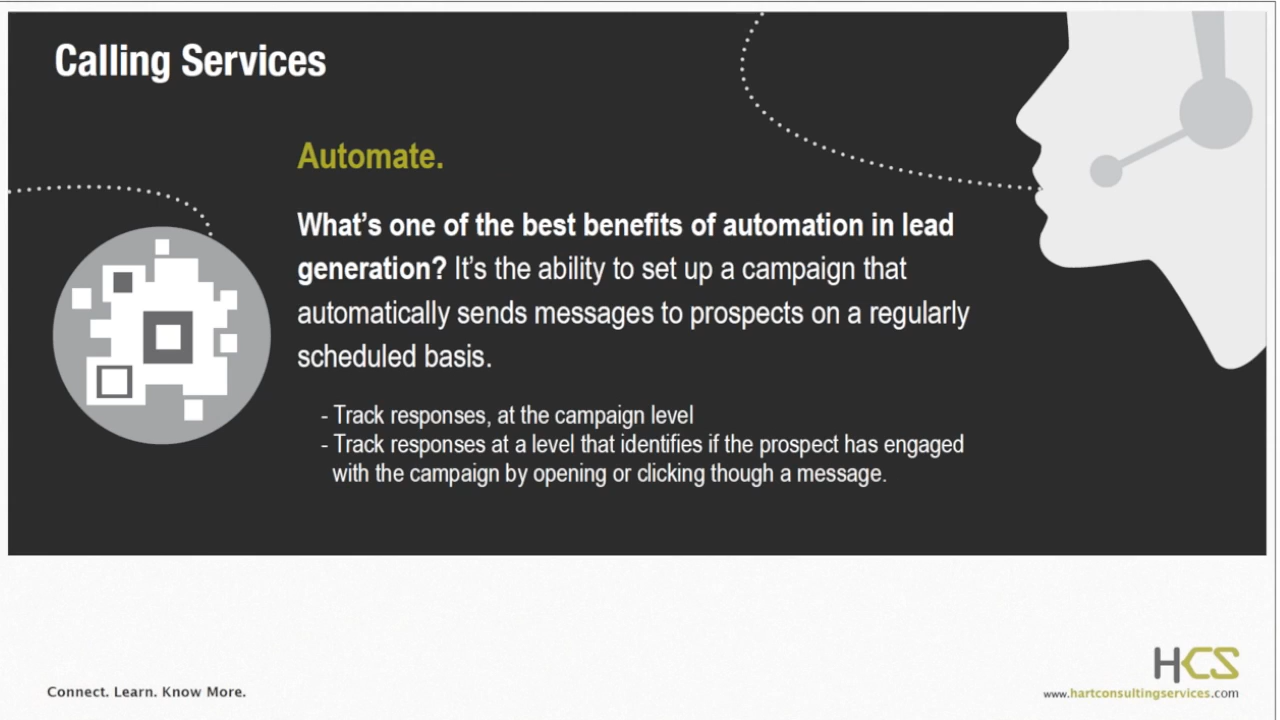 Calling Services
Automate.
What's one of the best benefits of automation in lead
generation? It's the ability to set up a campaign that
automatically sends messages to prospects on a regularly
scheduled basis.
- Track responses, at the campaign level
- Track responses at a level that identifies if the prospect has engaged
with the campaign by opening or clicking though a message.
HCS
Connect. Learn. Know More.
www.hartconsultingservices.com